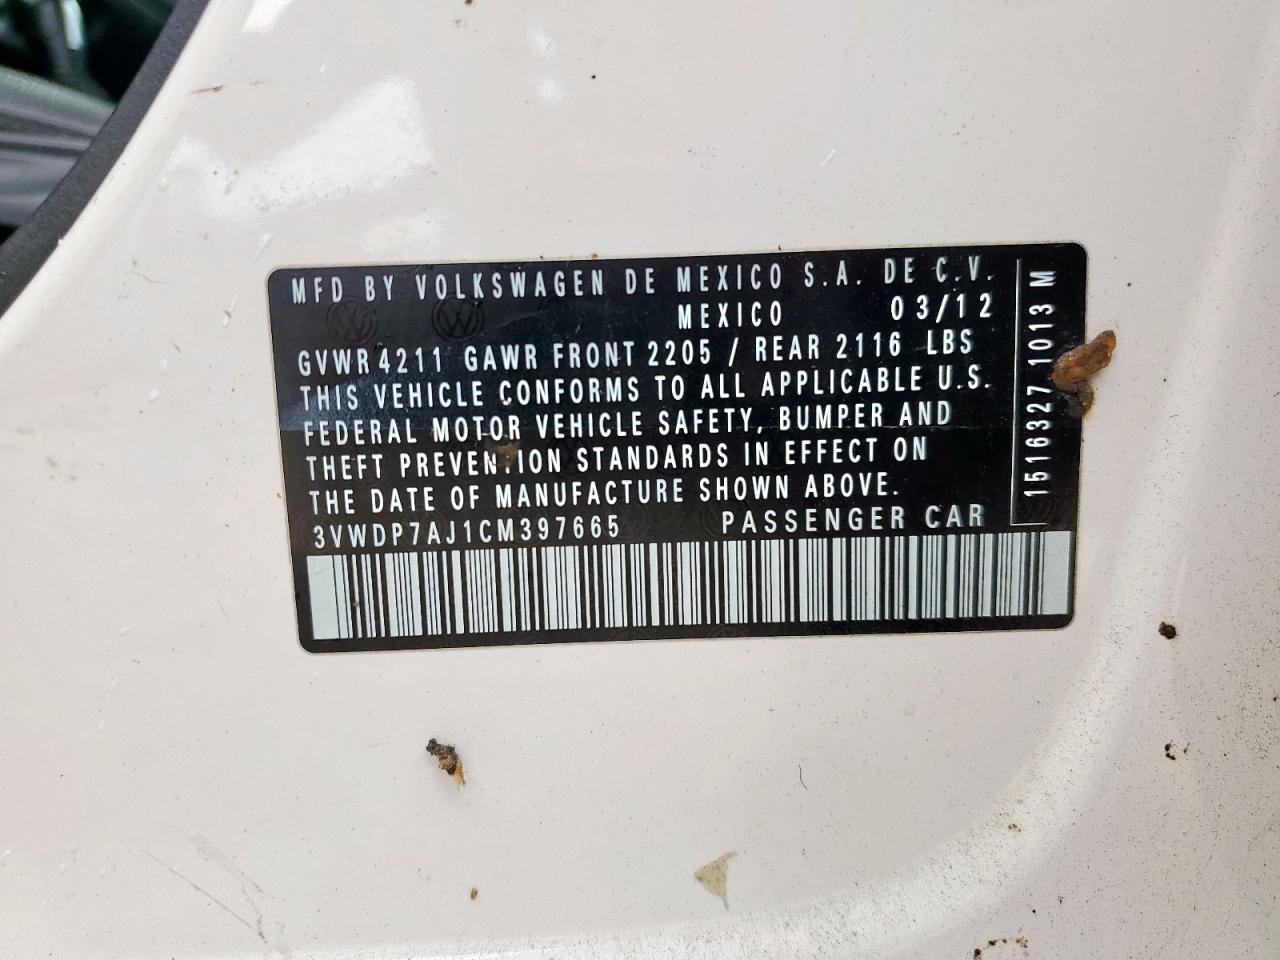 MFD BY VOLKSWAGEN DE MEXICO S.A. DE C.V.
MEXICO 03/12
GVWR 4211 GAWR FRONT 2205 / REAR 2116 LBS
THIS VEHICLE CONFORMS TO ALL APPLICABLE U.S.
FEDERAL MOTOR VEHICLE SAFETY, BUMPER AND
THEFT PREVENTION STANDARDS IN EFFECT ON
THE DATE OF MANUFACTURE SHOWN ABOVE.
3VWDP7AJ1CM397665 PASSENGER CAR
1516327 1013 M